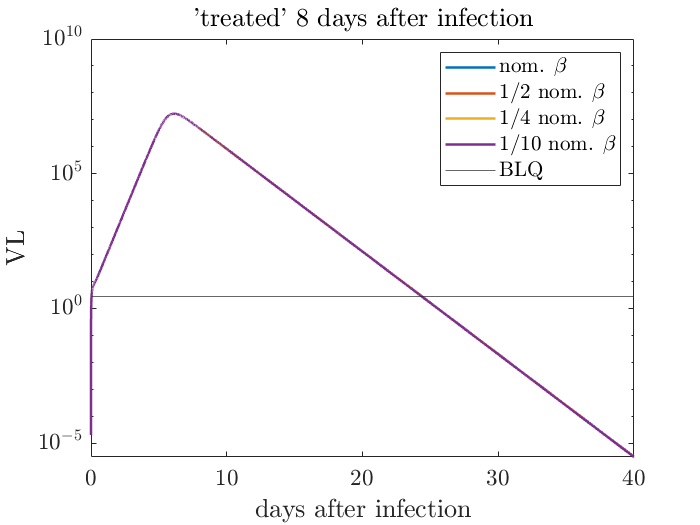 'treated' 8 days after infection
10^10
10^5
10^0
10^-5
VL
nom. β
1/2 nom. β
1/4 nom. β
1/10 nom. β
BLQ
0 10 20 30 40
days after infection